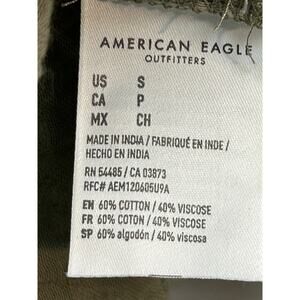 AMERICAN EAGLE
OUTFITTERS
US S
CA P
MX CH
MADE IN INDIA / FABRIQUÉ EN INDE /
HECHO EN INDIA
RN 54485 / CA 03873
RFC# AEM120605U9A
EN 60% COTTON / 40% VISCOSE
FR 60% COTON / 40% VISCOSE
SP 60% algodón / 40% viscosa